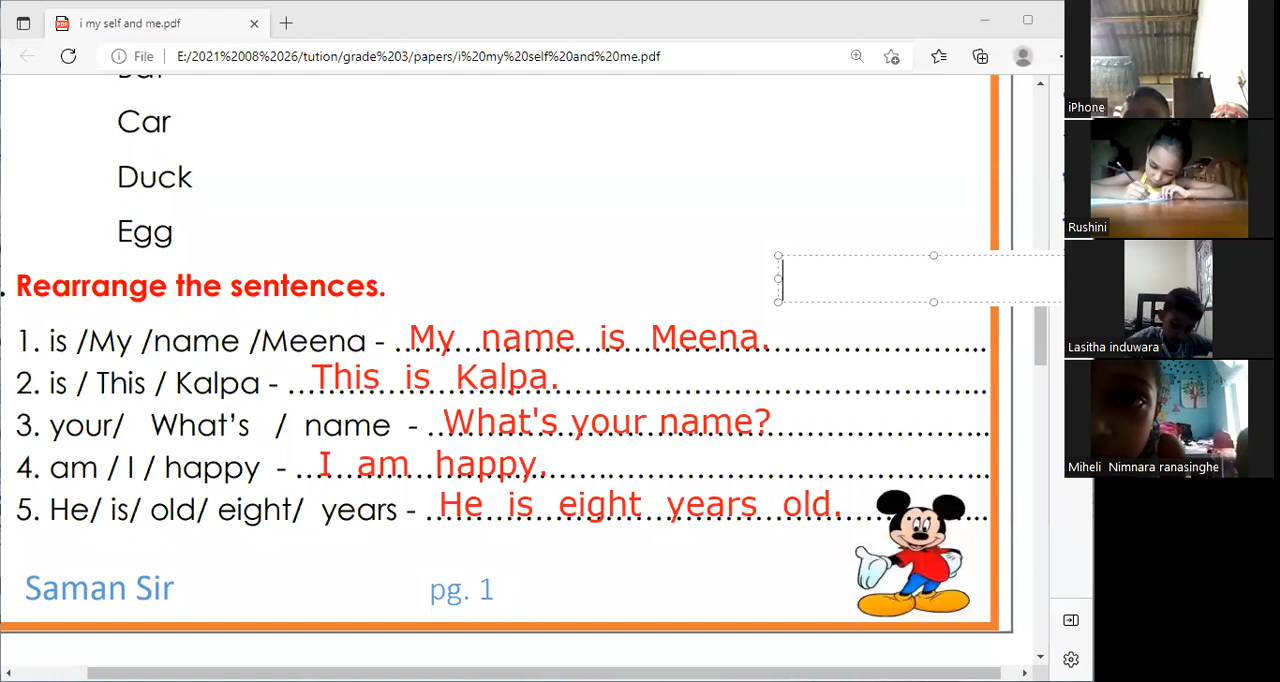 i my self and me.pdf
File E:/2021%2008%2026/tution/grade%203/papers/i%20my%20self%20and%20me.pdf
Car
Duck
Egg
. Rearrange the sentences.
1. is /My /name /Meena - My name is Meena.
2. is / This / Kalpa - This is Kalpa.
3. your/ What's / name - What's your name?
4. am / I / happy - I am happy.
5. He/ is/ old/ eight/ years - He is eight years old.
Saman Sir pg. 1
iPhone
Rushini
Lasitha induwara
Miheli Nimnara ranasinghe